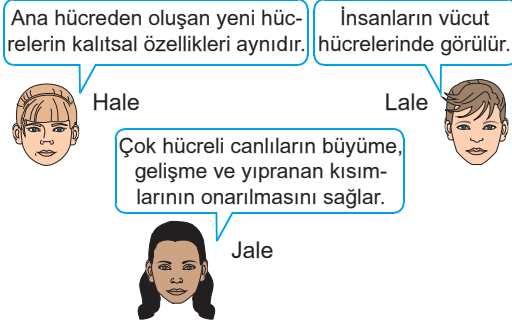 Ana hücreden oluşan yeni hüc-
relerin kalıtsal özellikleri aynıdır.
İnsanların vücut
hücrelerinde görülür.
Hale
Lale
Çok hücreli canlıların büyüme,
gelişme ve yıpranan kısım-
larının onarılmasını sağlar.
Jale